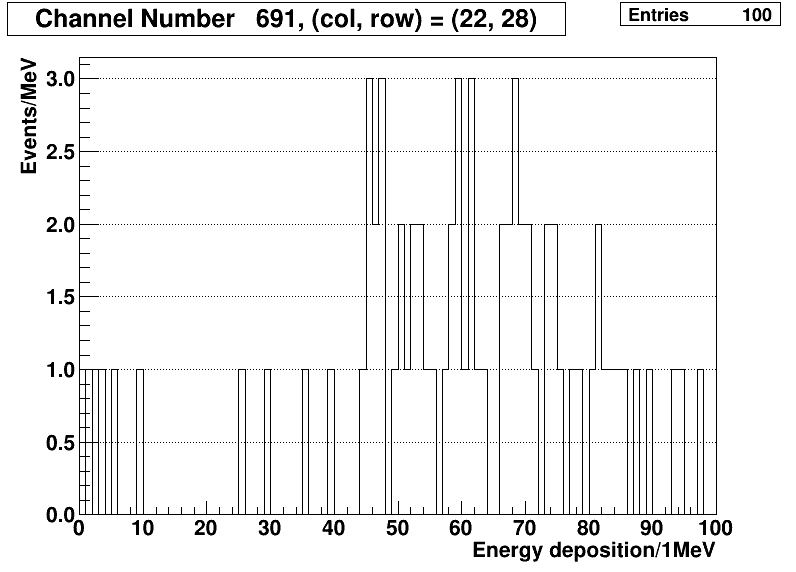 Channel Number 691, (col, row) = (22, 28)
Entries 100
Events/MeV
3.0
2.5
2.0
1.5
1.0
0.5
0.0
0 10 20 30 40 50 60 70 80 90 100
Energy deposition/1MeV